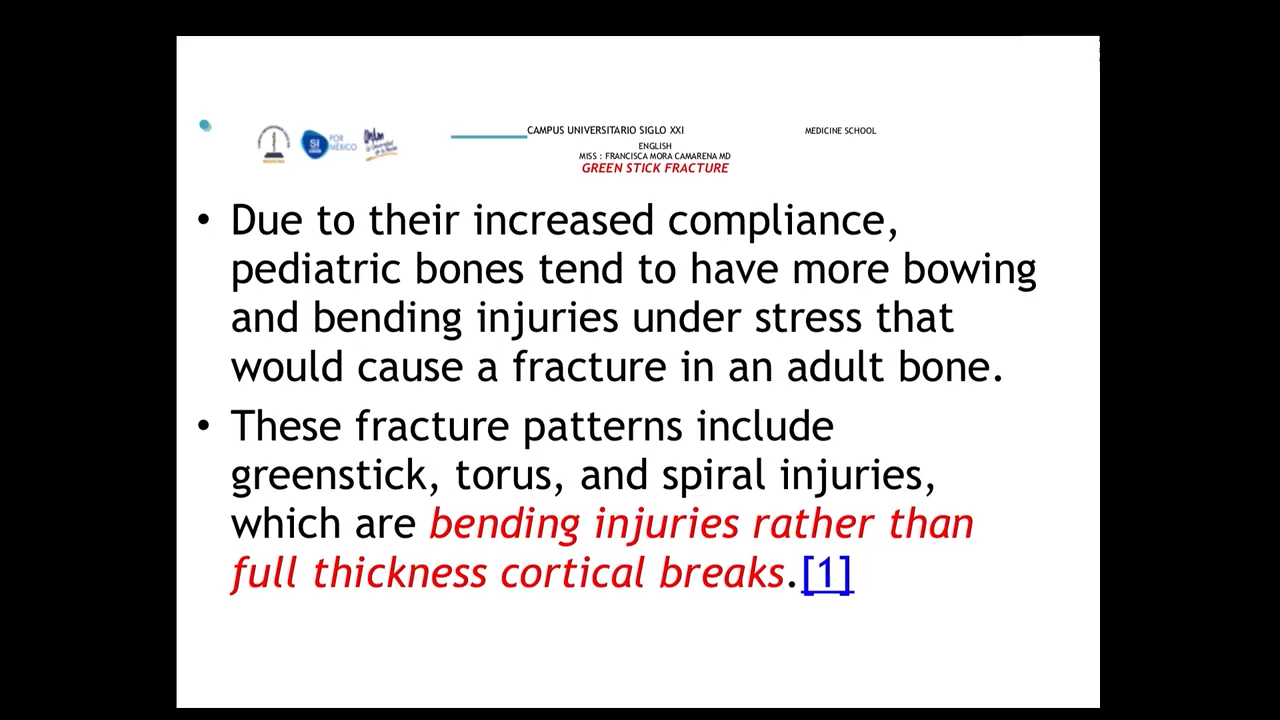 CAMPUS UNIVERSITARIO SIGLO XXI MEDICINE SCHOOL
ENGLISH
MISS : FRANCISCA MORA CAMARENA MD
GREEN STICK FRACTURE
SI
POR
MÉXICO
• Due to their increased compliance,
pediatric bones tend to have more bowing
and bending injuries under stress that
would cause a fracture in an adult bone.
• These fracture patterns include
greenstick, torus, and spiral injuries,
which are bending injuries rather than
full thickness cortical breaks.[1]